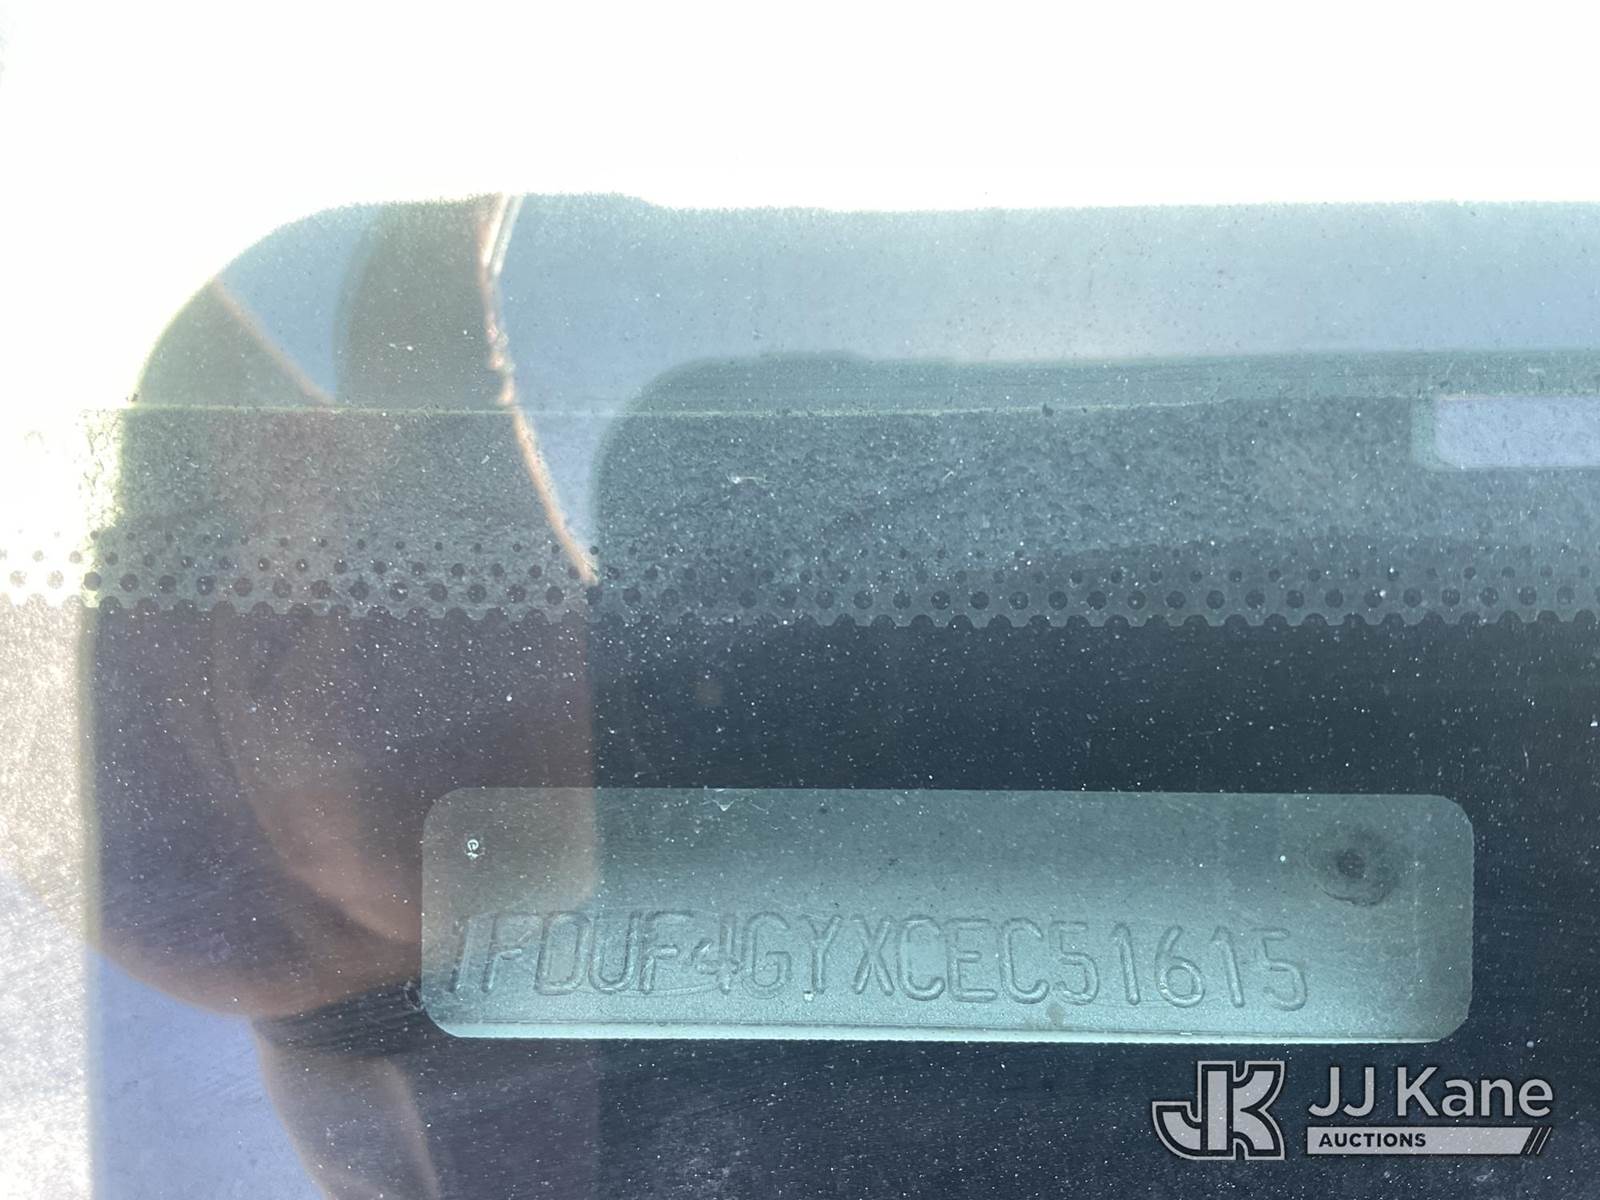 1FDUF4GYXCEC51615
JJ Kane
AUCTIONS